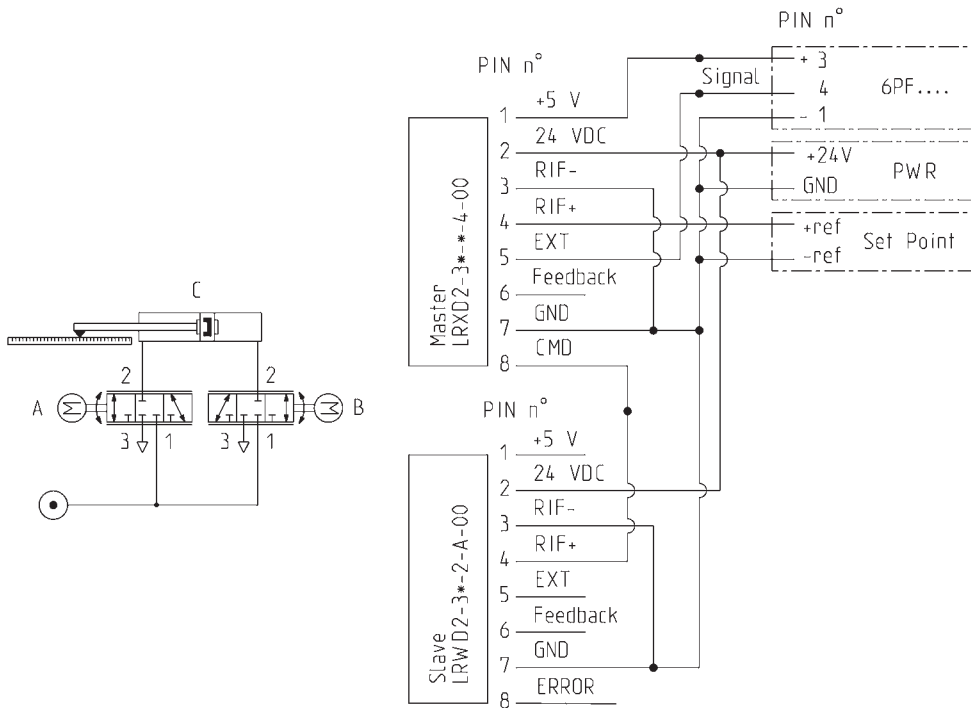 PIN n°
PIN n°
+ 3
Signal
4
6PF....
- 1
1
+5 V
2
24 VDC
+24V
PWR
3
RIF-
GND
4
RIF+
+ref
Set Point
5
EXT
-ref
6
Feedback
7
GND
8
CMD
Master
LRXD2-3*-*-4-00
C
2
2
A
M
M
B
3
1
3
1
PIN n°
1
+5 V
2
24 VDC
3
RIF-
4
RIF+
5
EXT
6
Feedback
7
GND
8
ERROR
Slave
LRWD2-3*-2-A-00